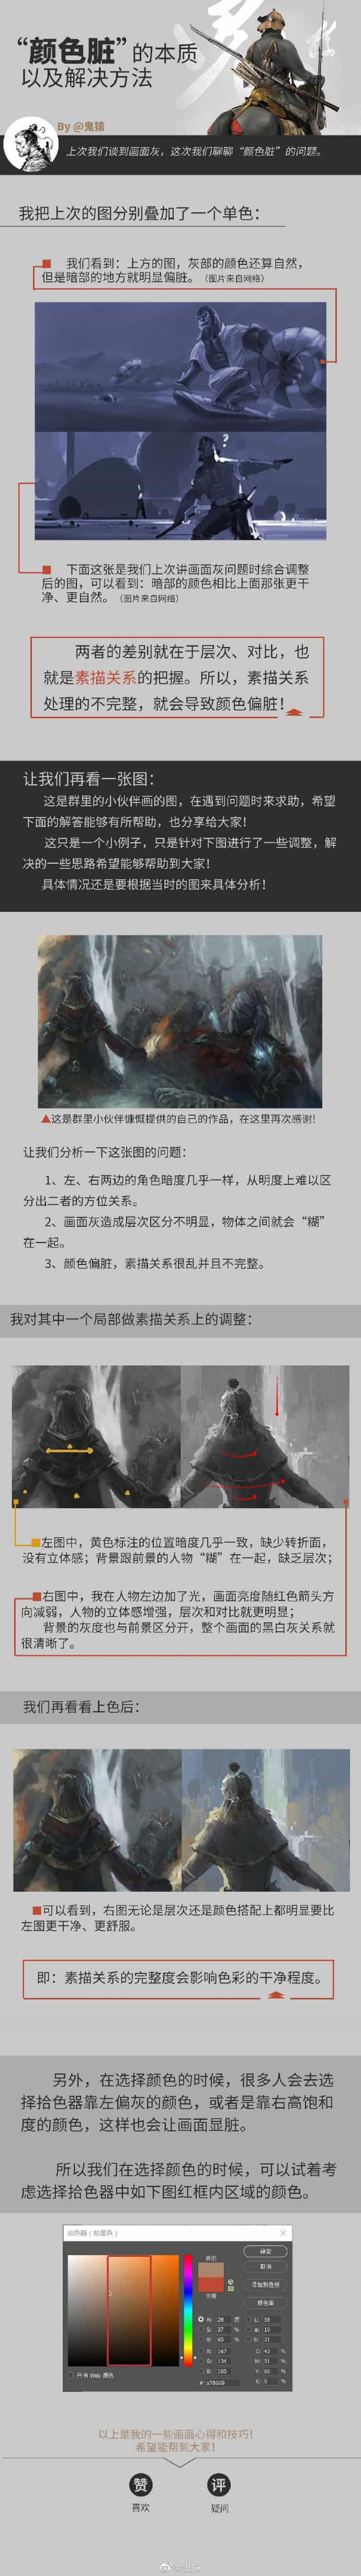 “颜色脏”的本质
以及解决方法
By @鬼猿
上次我们谈到画面灰，这次我们聊聊“颜色脏”的问题。
我把上次的图分别叠加了一个单色：
我们看到：上方的图，灰部的颜色还算自然，
但是暗部的地方就明显偏脏。（图片来自网络）
下面这张是我们上次讲画面灰问题时综合调整
后的图，可以看到：暗部的颜色相比上面那张更干
净、更自然。（图片来自网络）
两者的差别就在于层次、对比，也
就是素描关系的把握。所以，素描关系
处理的不完整，就会导致颜色偏脏！
让我们再看一张图：
这是群里的小伙伴画的图，在遇到问题时来求助，希望
下面的解答能够有所帮助，也分享给大家！
这只是一个小例子，只是针对下图进行了一些调整，解
决的一些思路希望能够帮助到大家！
具体情况还是要根据当时的图来具体分析！
▲这是群里小伙伴慷慨提供的自己的作品，在这里再次感谢！
让我们分析一下这张图的问题：
1、左、右两边的角色暗度几乎一样，从明度上难以区
分出二者的方位关系。
2、画面灰造成层次区分不明显，物体之间就会“糊”
在一起。
3、颜色偏脏，素描关系很乱并且不完整。
我对其中一个局部做素描关系上的调整：
左图中，黄色标注的位置暗度几乎一致，缺少转折面，
没有立体感；背景跟前景的人物“糊”在一起，缺乏层次；
右图中，我在人物左边加了光，画面亮度随红色箭头方
向减弱，人物的立体感增强，层次和对比就更明显；
背景的灰度也与前景区分开，整个画面的黑白灰关系就
很清晰了。
我们再看看上色后：
可以看到，右图无论是层次还是颜色搭配上都明显要比
左图更干净、更舒服。
即：素描关系的完整度会影响色彩的干净程度。
另外，在选择颜色的时候，很多人会去选
择拾色器靠左偏灰的颜色，或者是靠右高饱和
度的颜色，这样也会让画面显脏。
所以我们在选择颜色的时候，可以试着考
虑选择拾色器中如下图红框内区域的颜色。
拾色器（前景色）
新的
当前
确定
取消
添加到色板
颜色库
H: 28 度
L: 58
S: 37 %
a: 10
B: 65 %
b: 21
R: 167
C: 42 %
G: 134
M: 51 %
B: 105
Y: 60 %
K: 0 %
只有 Web 颜色
# a78669
以上是我的一些画画心得和技巧！
希望能帮到大家！
赞
评
喜欢
疑问
@鬼猿